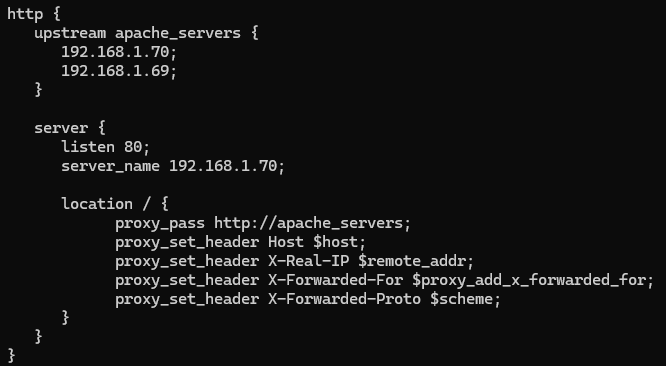 http {
   upstream apache_servers {
      192.168.1.70;
      192.168.1.69;
   }

   server {
      listen 80;
      server_name 192.168.1.70;

      location / {
            proxy_pass http://apache_servers;
            proxy_set_header Host $host;
            proxy_set_header X-Real-IP $remote_addr;
            proxy_set_header X-Forwarded-For $proxy_add_x_forwarded_for;
            proxy_set_header X-Forwarded-Proto $scheme;
      }
   }
}